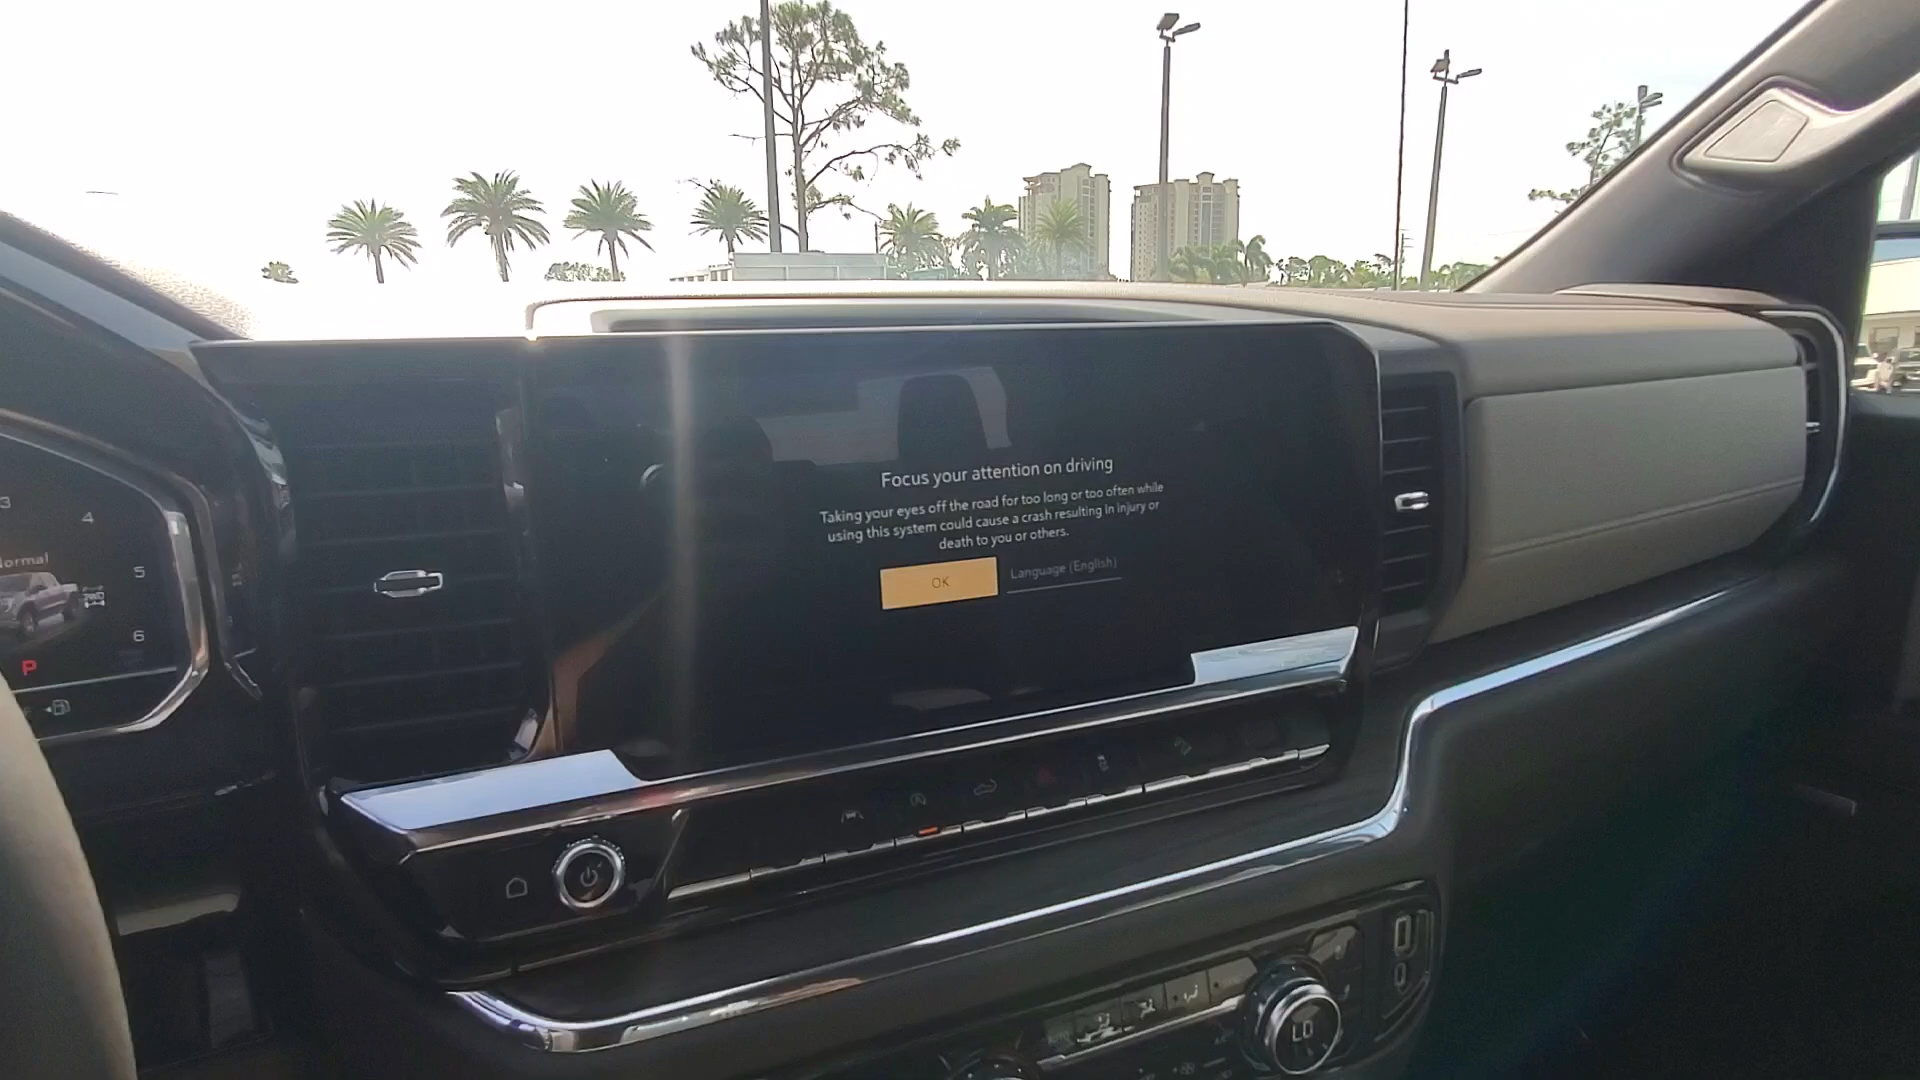 3
4
Normal
5
2WD
6
P
Focus your attention on driving
Taking your eyes off the road for too long or too often while
using this system could cause a crash resulting in injury or
death to you or others.
OK
Language (English)
LO